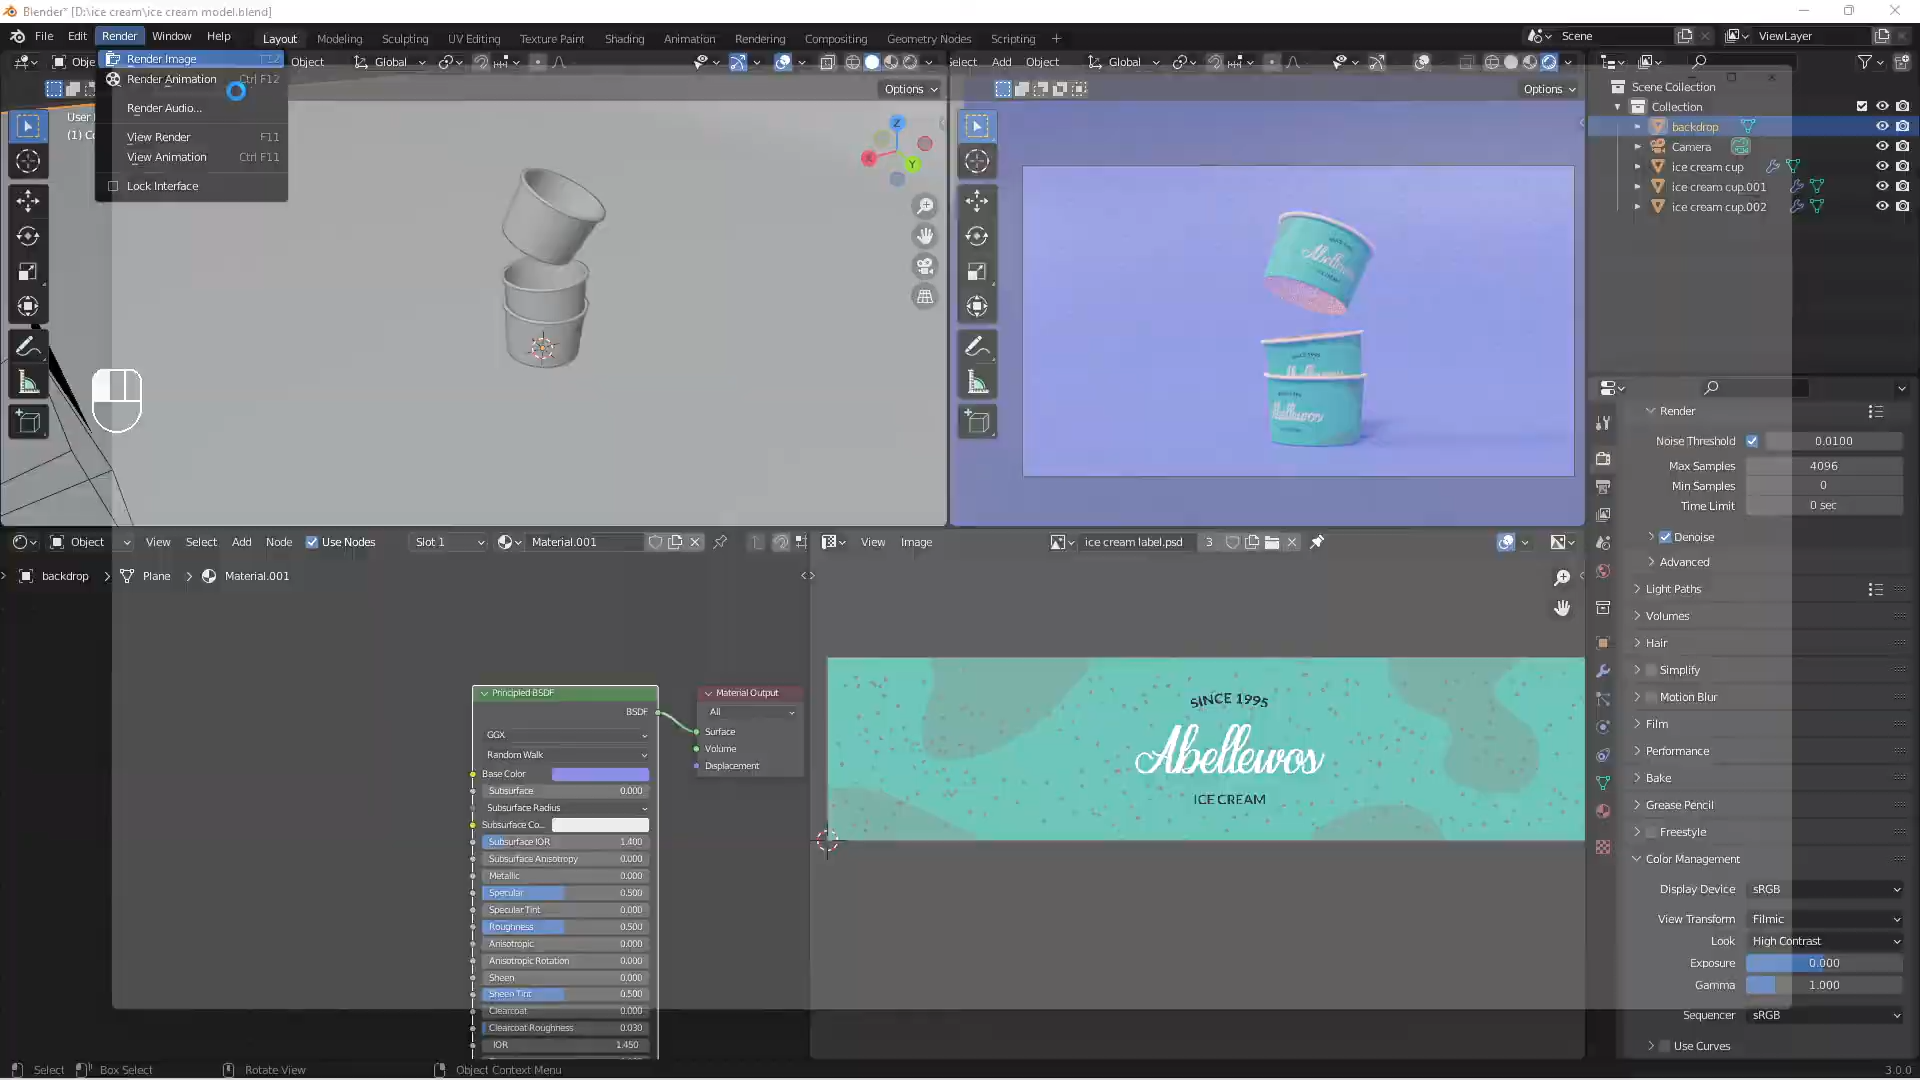 Blender* [D:\ice cream\ice cream model.blend]
File Edit Render Window Help Layout Modeling Sculpting UV Editing Texture Paint Shading Animation Rendering Compositing Geometry Nodes Scripting + Scene ViewLayer
Render Image F12
Render Animation Ctrl F12
Render Audio...
View Render F11
View Animation Ctrl F11
Lock Interface
Object Global
Options
User
(1) Co
Z
X
Y
Select Add Object Global
Options
SINCE 1995
Abellewos
Scene Collection
Collection
backdrop
Camera
ice cream cup
ice cream cup.001
ice cream cup.002
Render
Noise Threshold 0.0100
Max Samples 4096
Min Samples 0
Time Limit 0 sec
Denoise
Advanced
Light Paths
Volumes
Hair
Simplify
Motion Blur
Film
Performance
Bake
Grease Pencil
Freestyle
Color Management
Display Device sRGB
View Transform Filmic
Look High Contrast
Exposure 0.000
Gamma 1.000
Sequencer sRGB
Use Curves
Object View Select Add Node Use Nodes Slot 1 Material.001
backdrop > Plane > Material.001
Principled BSDF
BSDF
GGX
Random Walk
Base Color
Subsurface 0.000
Subsurface Radius
Subsurface Co...
Subsurface IOR 1.400
Subsurface Anisotropy 0.000
Metallic 0.000
Specular 0.500
Specular Tint 0.000
Roughness 0.500
Anisotropic 0.000
Anisotropic Rotation 0.000
Sheen 0.000
Sheen Tint 0.500
Clearcoat 0.000
Clearcoat Roughness 0.030
IOR 1.450
Material Output
All
Surface
Volume
Displacement
View Image ice cream label.psd 3
SINCE 1995
Abellewos
ICE CREAM
Select Box Select Rotate View Object Context Menu 3.0.0